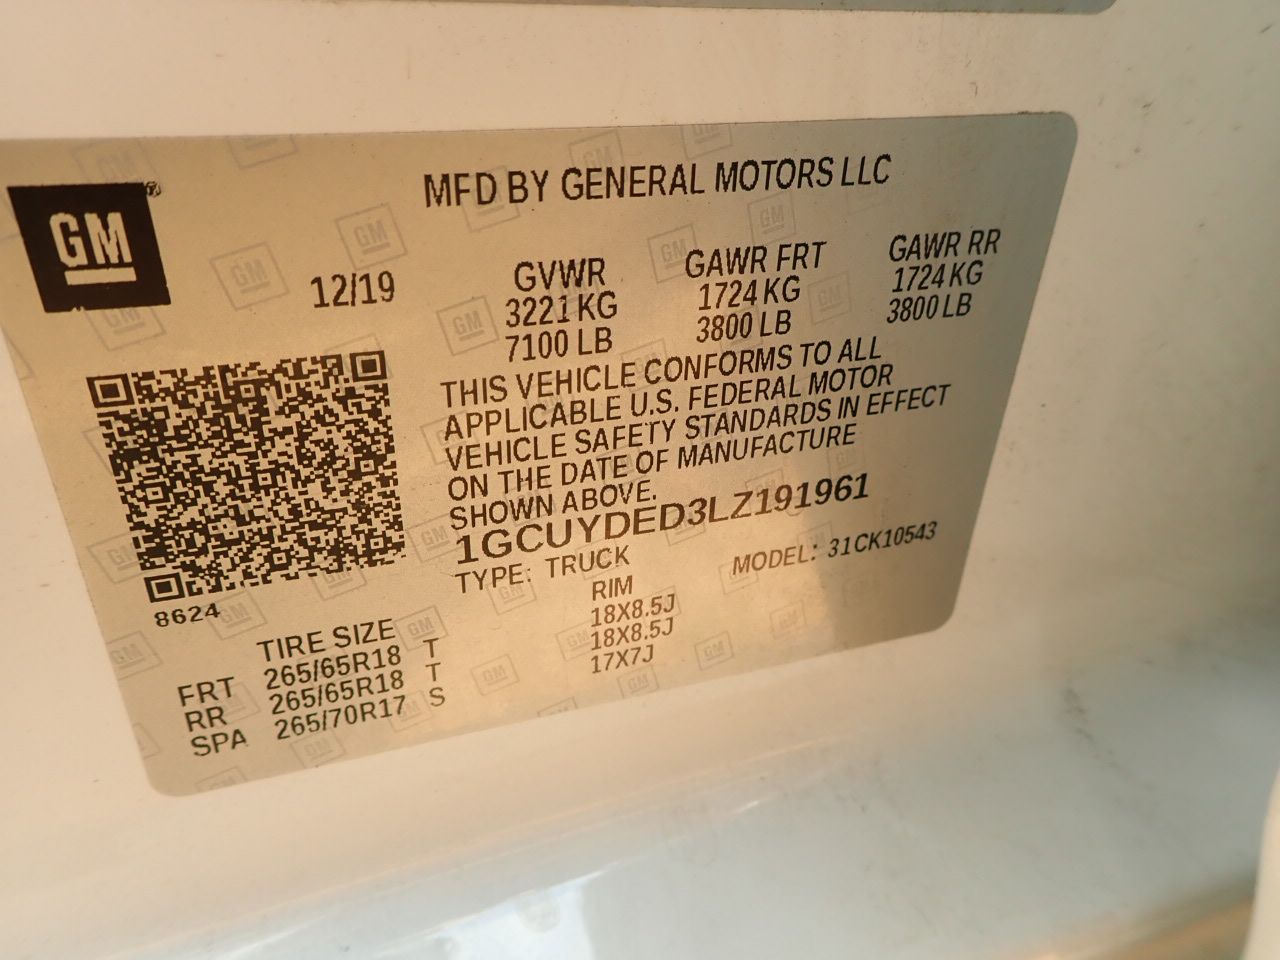 GM®
MFD BY GENERAL MOTORS LLC
12/19
GVWR GAWR FRT GAWR RR
3221 KG 1724 KG 1724 KG
7100 LB 3800 LB 3800 LB
THIS VEHICLE CONFORMS TO ALL
APPLICABLE U.S. FEDERAL MOTOR
VEHICLE SAFETY STANDARDS IN EFFECT
ON THE DATE OF MANUFACTURE
SHOWN ABOVE.
1GCUYDED3LZ191961
TYPE: TRUCK MODEL: 31CK10543
8624
TIRE SIZE RIM
FRT 265/65R18 T 18X8.5J
RR 265/65R18 T 18X8.5J
SPA 265/70R17 S 17X7J